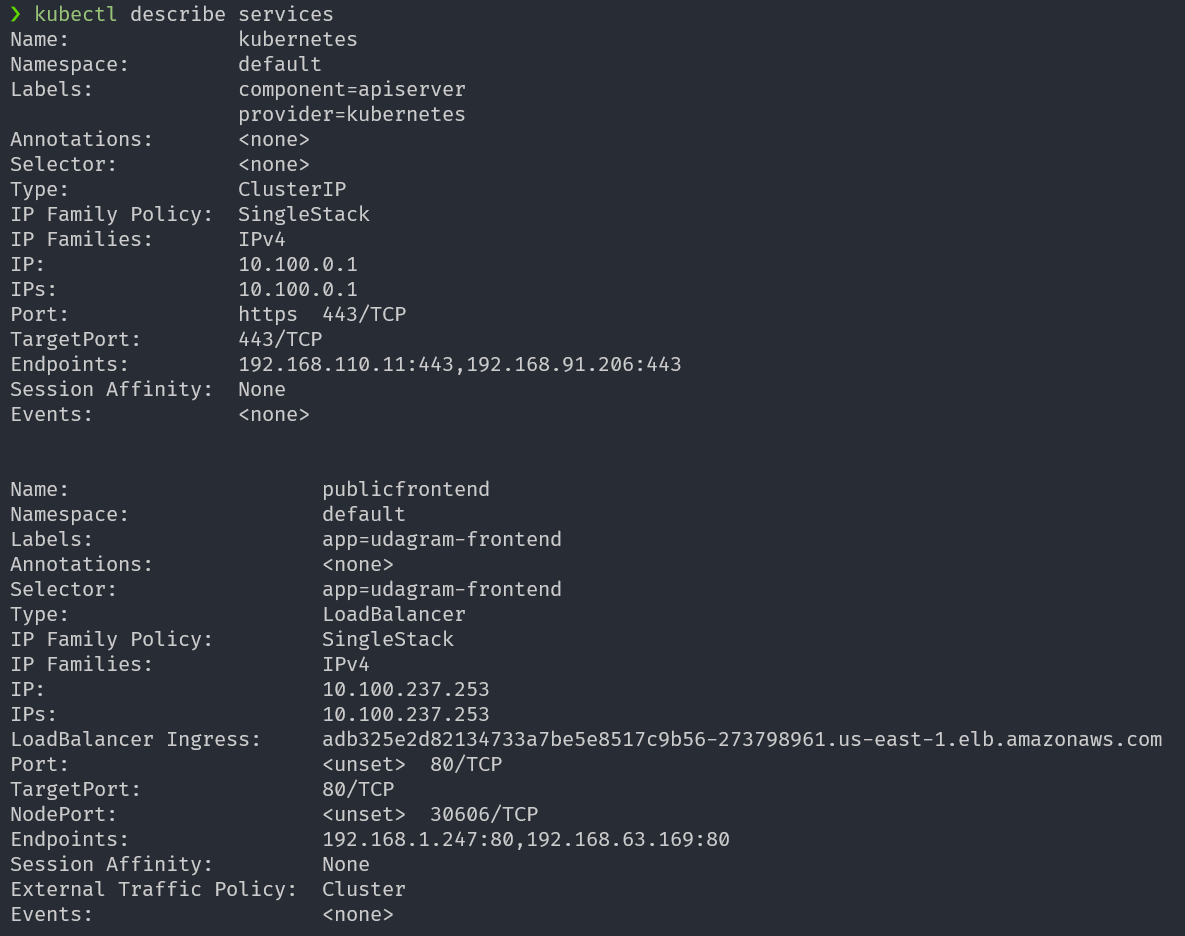 ❯ kubectl describe services
Name:              kubernetes
Namespace:         default
Labels:            component=apiserver
                   provider=kubernetes
Annotations:       <none>
Selector:          <none>
Type:              ClusterIP
IP Family Policy:  SingleStack
IP Families:       IPv4
IP:                10.100.0.1
IPs:               10.100.0.1
Port:              https  443/TCP
TargetPort:        443/TCP
Endpoints:         192.168.110.11:443,192.168.91.206:443
Session Affinity:  None
Events:            <none>


Name:                     publicfrontend
Namespace:                default
Labels:                   app=udagram-frontend
Annotations:              <none>
Selector:                 app=udagram-frontend
Type:                     LoadBalancer
IP Family Policy:         SingleStack
IP Families:              IPv4
IP:                       10.100.237.253
IPs:                      10.100.237.253
LoadBalancer Ingress:     adb325e2d82134733a7be5e8517c9b56-273798961.us-east-1.elb.amazonaws.com
Port:                     <unset>  80/TCP
TargetPort:               80/TCP
NodePort:                 <unset>  30606/TCP
Endpoints:                192.168.1.247:80,192.168.63.169:80
Session Affinity:         None
External Traffic Policy:  Cluster
Events:                   <none>